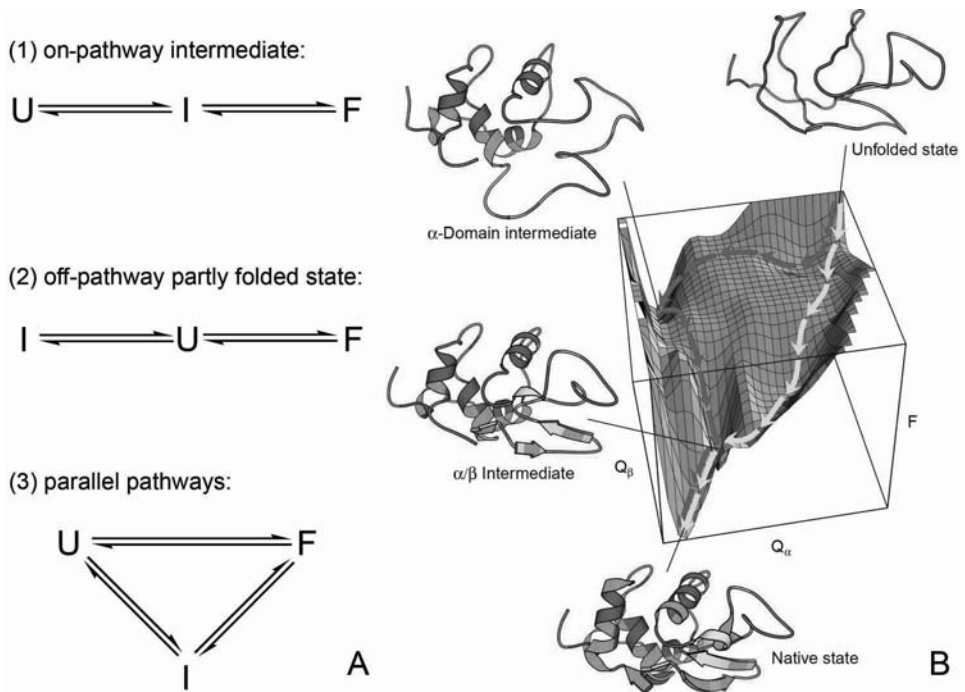 (1) on-pathway intermediate:
U I F
(2) off-pathway partly folded state:
I U F
(3) parallel pathways:
U F
I
A
α-Domain intermediate
Unfolded state
α/β Intermediate
Qβ
F
Qα
Native state
B